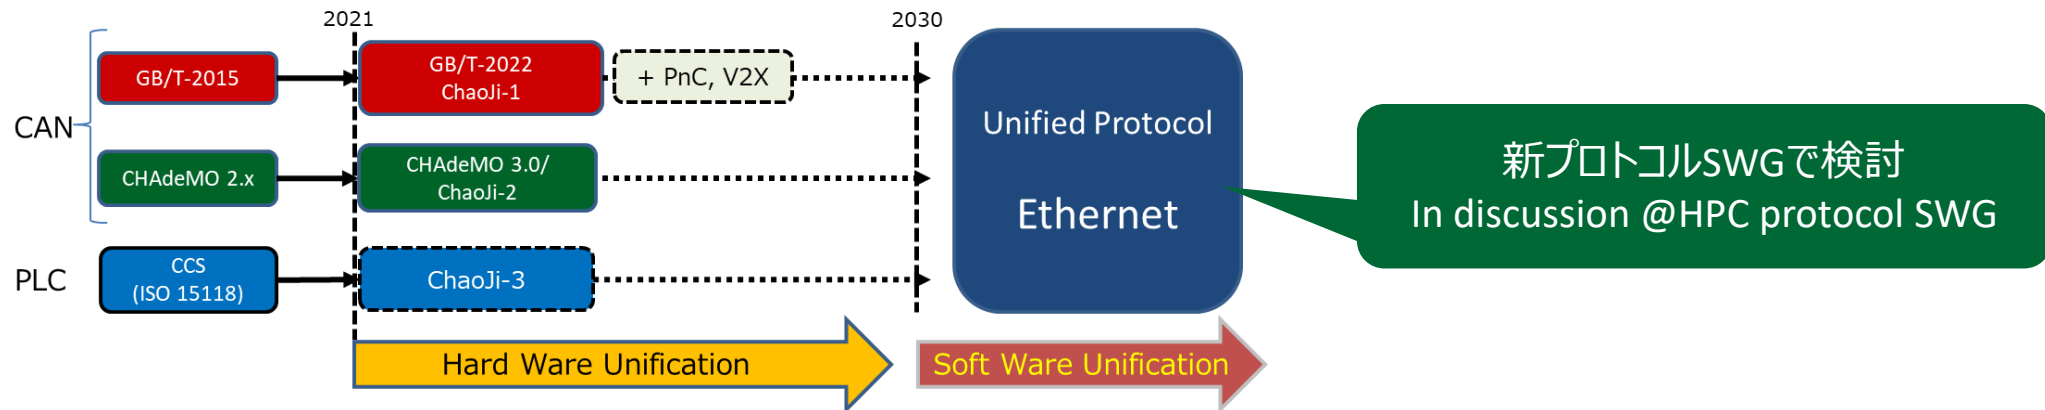 2021
2030
CAN
GB/T-2015
GB/T-2022
ChaoJi-1
+ PnC, V2X
CHAdeMO 2.x
CHAdeMO 3.0/
ChaoJi-2
PLC
CCS
(ISO 15118)
ChaoJi-3
Unified Protocol
Ethernet
新プロトコルSWGで検討
In discussion @HPC protocol SWG
Hard Ware Unification
Soft Ware Unification